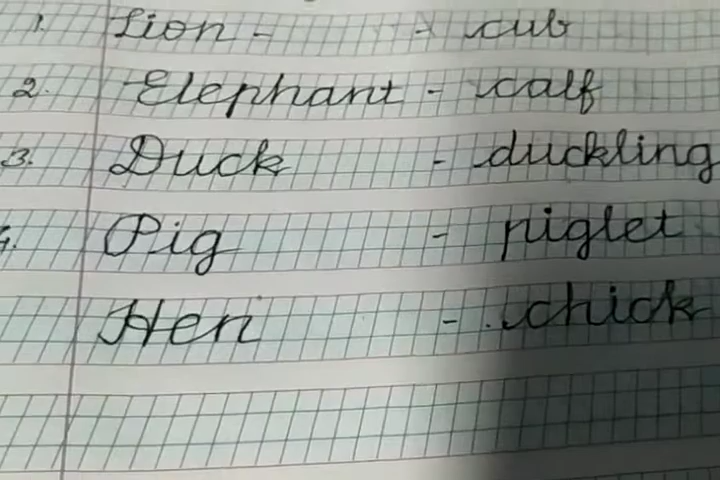 1. Lion - - cub
2. Elephant - calf
3. Duck - duckling
4. Pig - piglet
Hen - chick